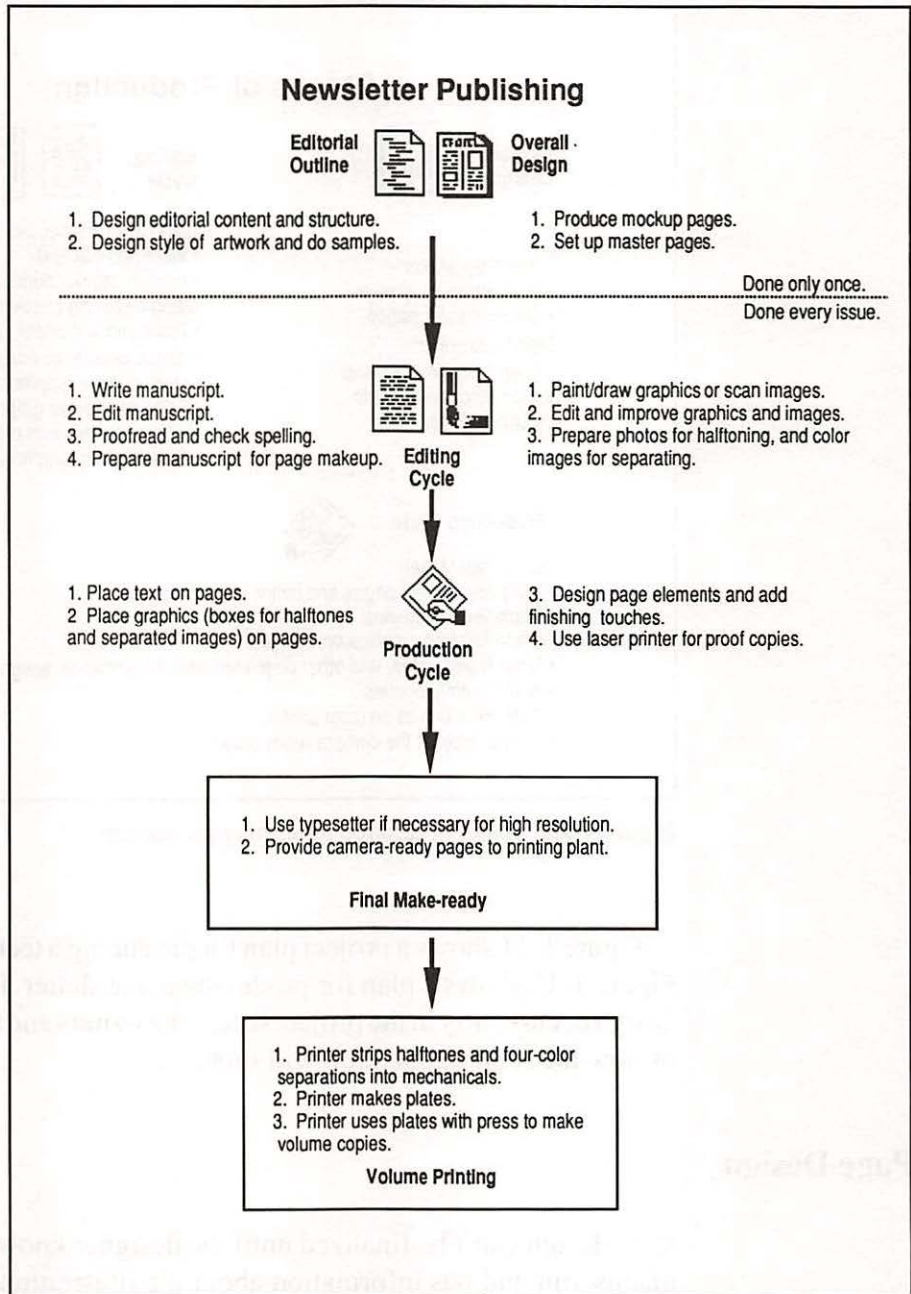 Newsletter Publishing
Editorial
Outline
Overall
Design
1. Design editorial content and structure.
2. Design style of artwork and do samples.
1. Produce mockup pages.
2. Set up master pages.
Done only once.
Done every issue.
1. Write manuscript.
2. Edit manuscript.
3. Proofread and check spelling.
4. Prepare manuscript for page makeup.
Editing
Cycle
1. Paint/draw graphics or scan images.
2. Edit and improve graphics and images.
3. Prepare photos for halftoning, and color
images for separating.
1. Place text on pages.
2 Place graphics (boxes for halftones
and separated images) on pages.
Production
Cycle
3. Design page elements and add
finishing touches.
4. Use laser printer for proof copies.
1. Use typesetter if necessary for high resolution.
2. Provide camera-ready pages to printing plant.
Final Make-ready
1. Printer strips halftones and four-color
separations into mechanicals.
2. Printer makes plates.
3. Printer uses plates with press to make
volume copies.
Volume Printing